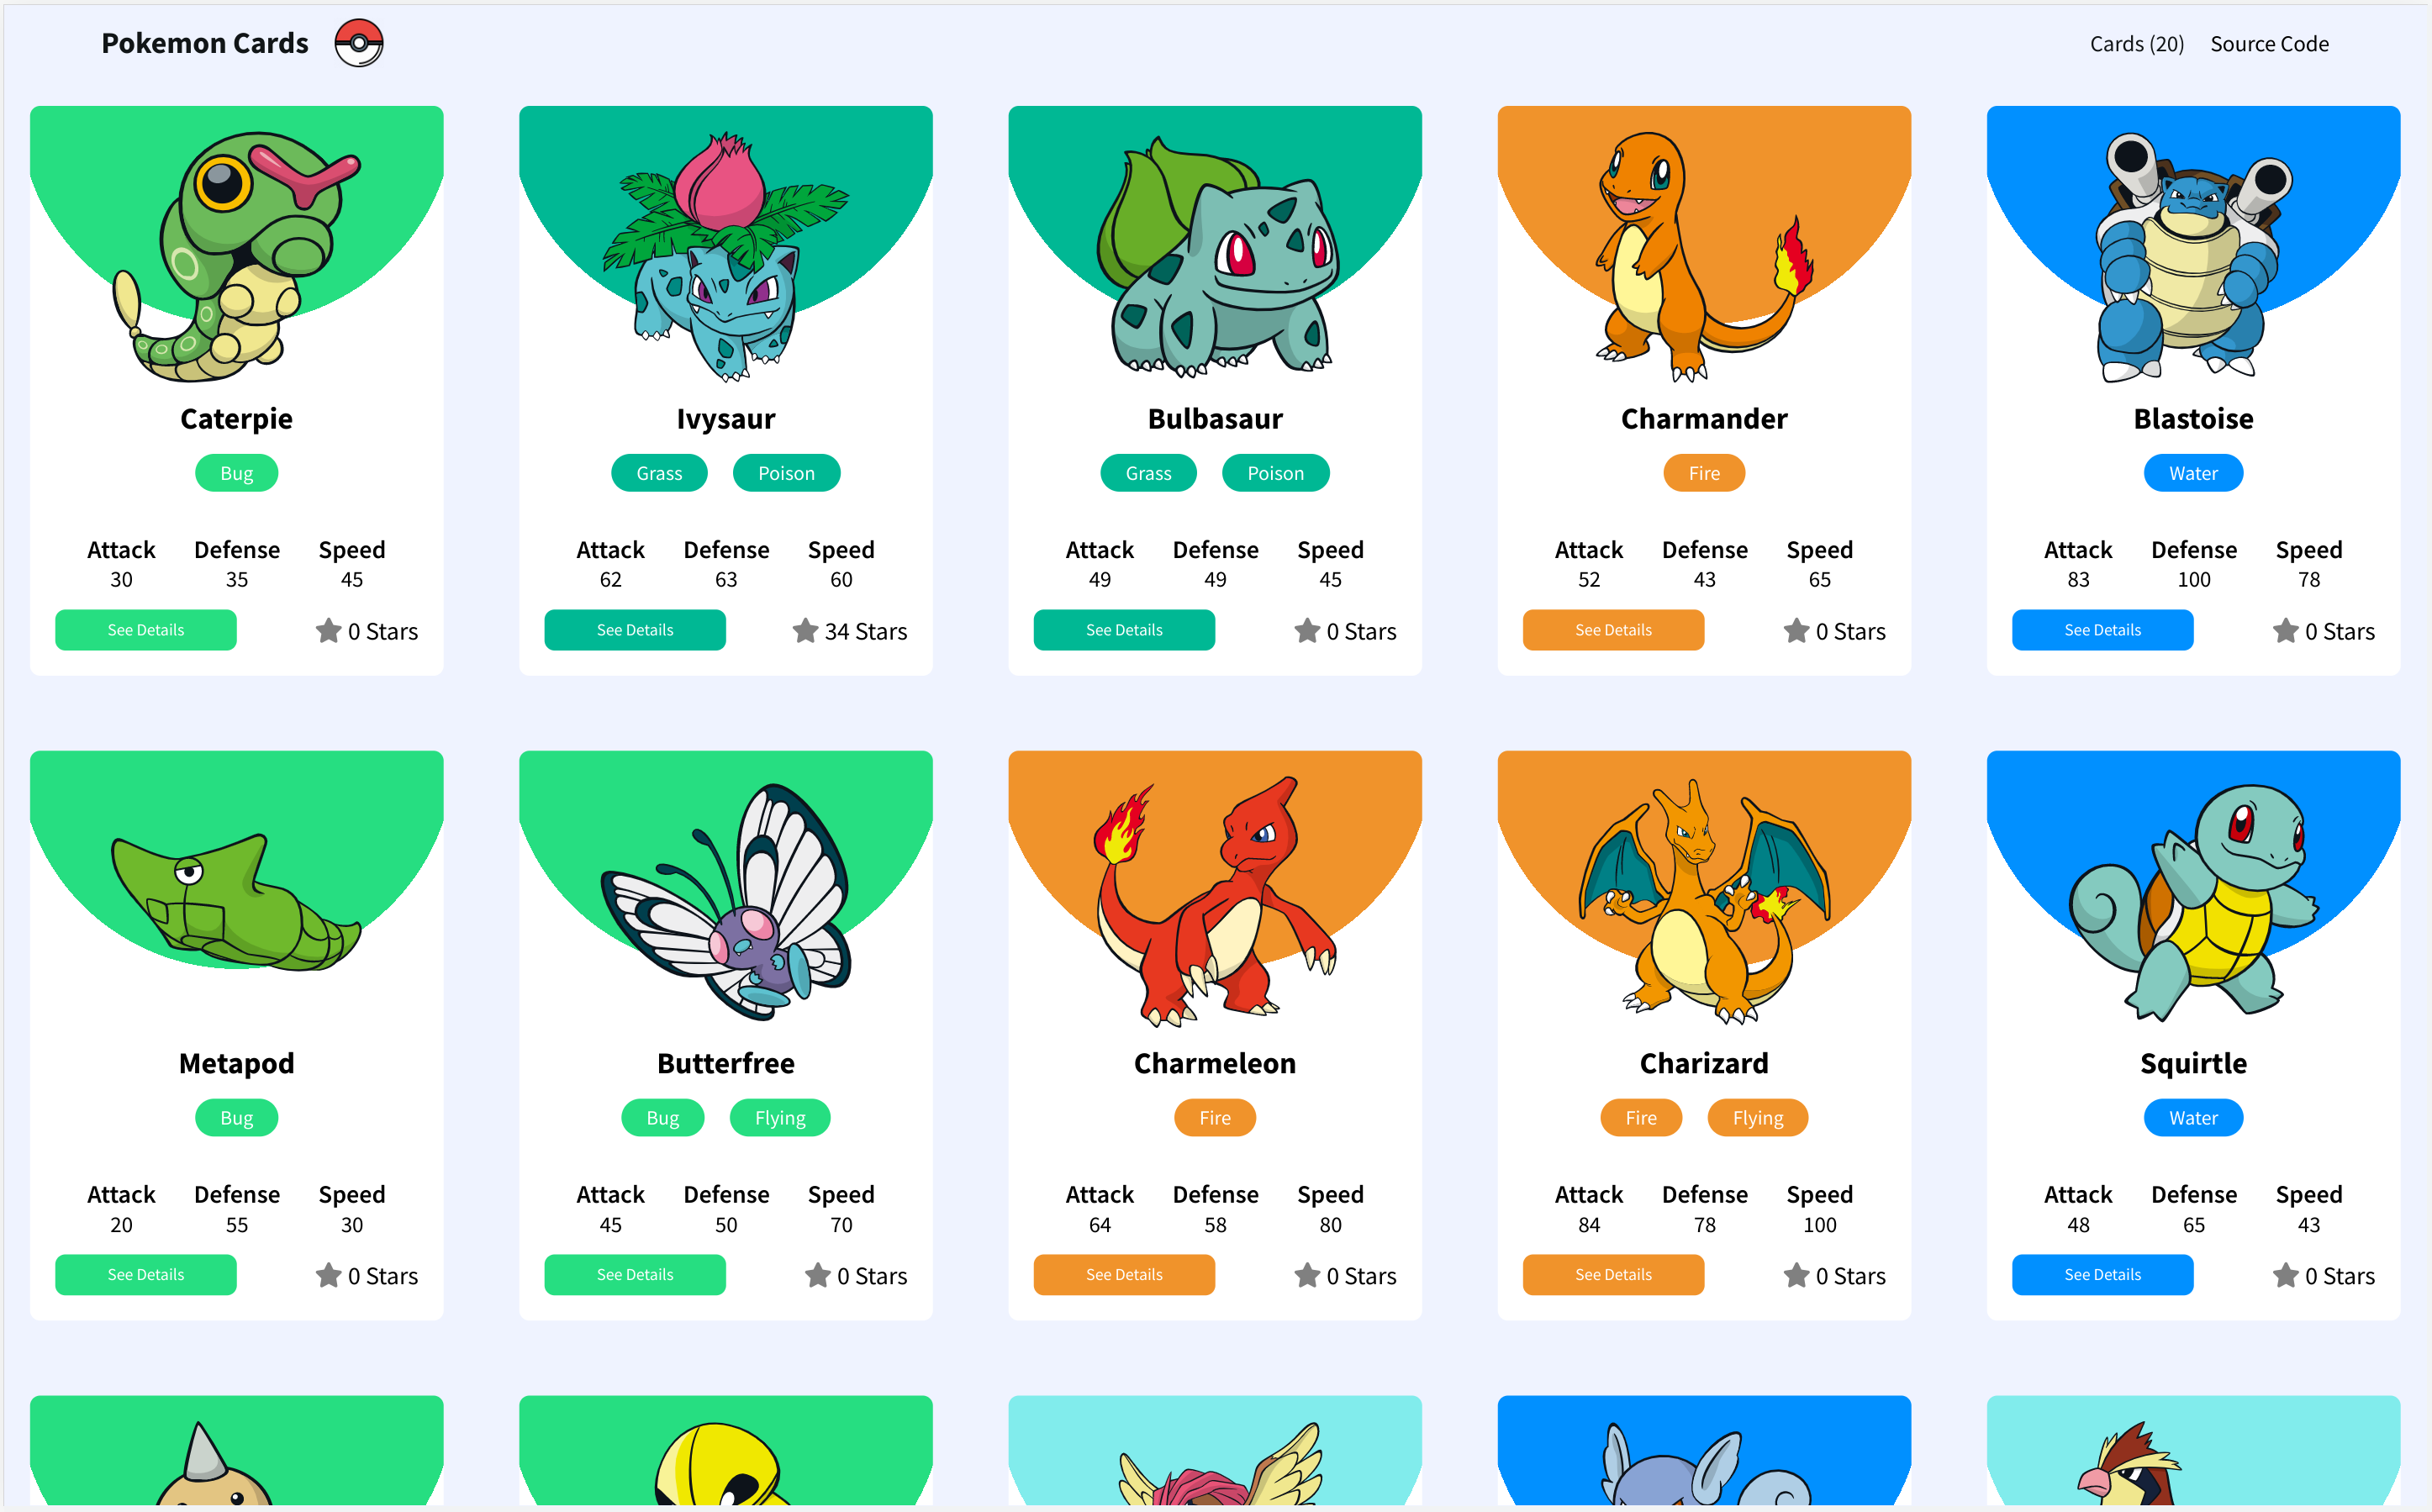 Pokemon Cards
Cards (20) Source Code
Caterpie
Bug
Attack Defense Speed
30 35 45
See Details 0 Stars
Ivysaur
Grass Poison
Attack Defense Speed
62 63 60
See Details 34 Stars
Bulbasaur
Grass Poison
Attack Defense Speed
49 49 45
See Details 0 Stars
Charmander
Fire
Attack Defense Speed
52 43 65
See Details 0 Stars
Blastoise
Water
Attack Defense Speed
83 100 78
See Details 0 Stars
Metapod
Bug
Attack Defense Speed
20 55 30
See Details 0 Stars
Butterfree
Bug Flying
Attack Defense Speed
45 50 70
See Details 0 Stars
Charmeleon
Fire
Attack Defense Speed
64 58 80
See Details 0 Stars
Charizard
Fire Flying
Attack Defense Speed
84 78 100
See Details 0 Stars
Squirtle
Water
Attack Defense Speed
48 65 43
See Details 0 Stars